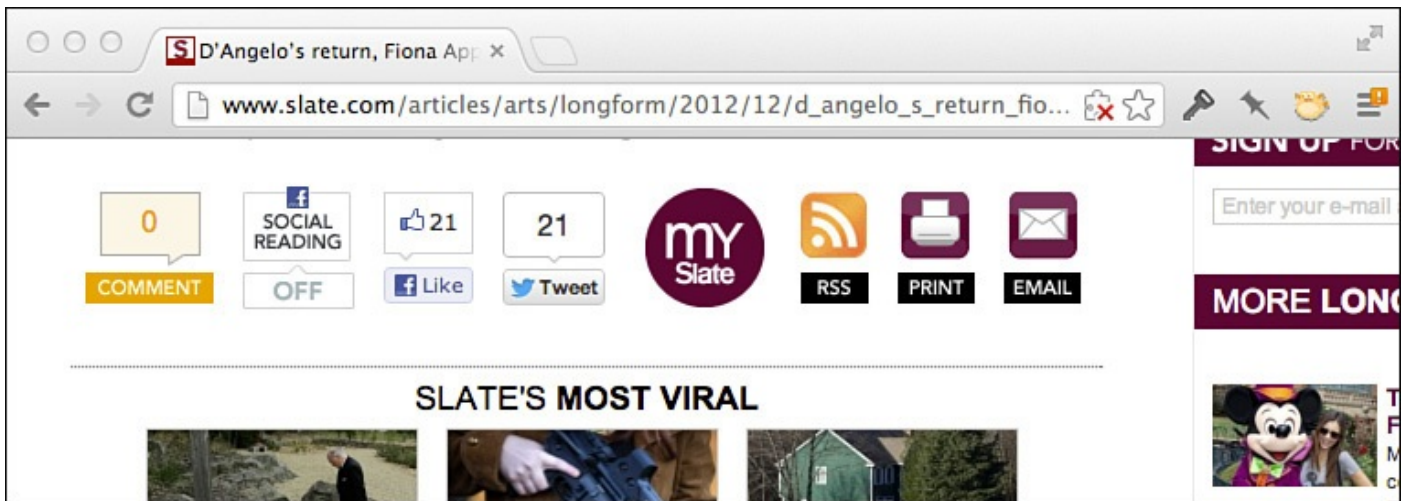 S D'Angelo's return, Fiona App
www.slate.com/articles/arts/longform/2012/12/d_angelo_s_return_fio...
SIGN UP FOR
Enter your e-mail
0
COMMENT
f
SOCIAL
READING
OFF
21
f Like
21
Tweet
my
Slate
RSS
PRINT
EMAIL
MORE LONG
SLATE'S MOST VIRAL
T
F
M